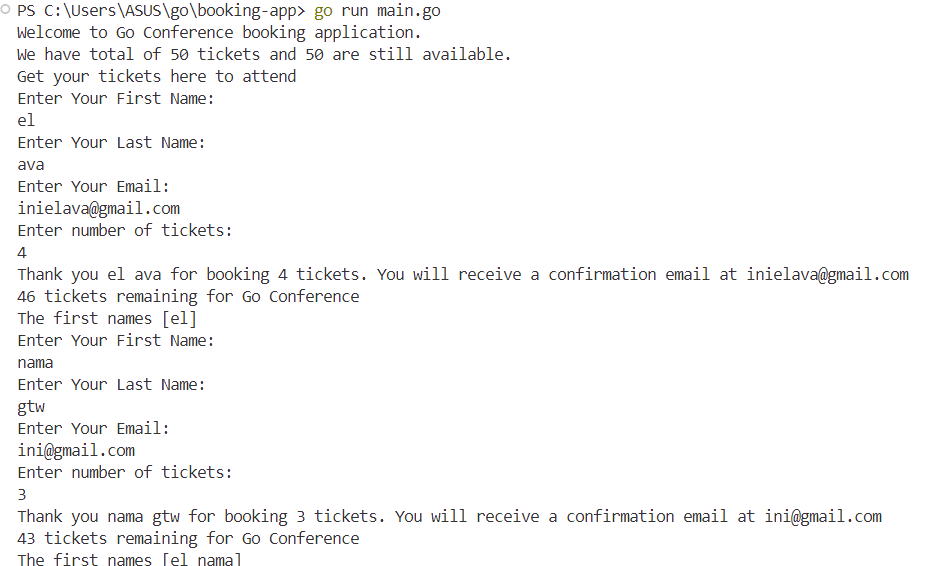 PS C:\Users\ASUS\go\booking-app> go run main.go
Welcome to Go Conference booking application.
We have total of 50 tickets and 50 are still available.
Get your tickets here to attend
Enter Your First Name:
el
Enter Your Last Name:
ava
Enter Your Email:
inielava@gmail.com
Enter number of tickets:
4
Thank you el ava for booking 4 tickets. You will receive a confirmation email at inielava@gmail.com
46 tickets remaining for Go Conference
The first names [el]
Enter Your First Name:
nama
Enter Your Last Name:
gtw
Enter Your Email:
ini@gmail.com
Enter number of tickets:
3
Thank you nama gtw for booking 3 tickets. You will receive a confirmation email at ini@gmail.com
43 tickets remaining for Go Conference
The first names [el nama]